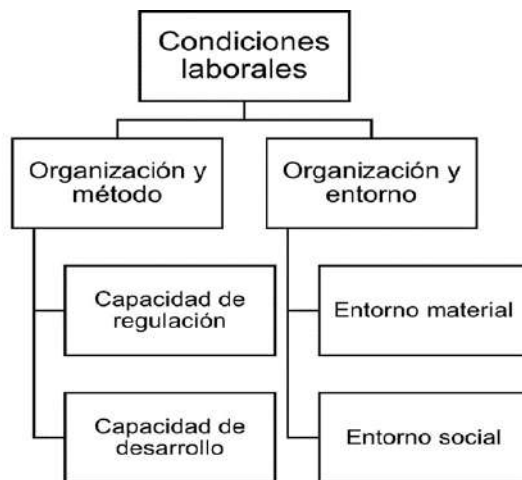 Condiciones
laborales
Organización y
método
Organización y
entorno
Capacidad de
regulación
Entorno material
Capacidad de
desarrollo
Entorno social